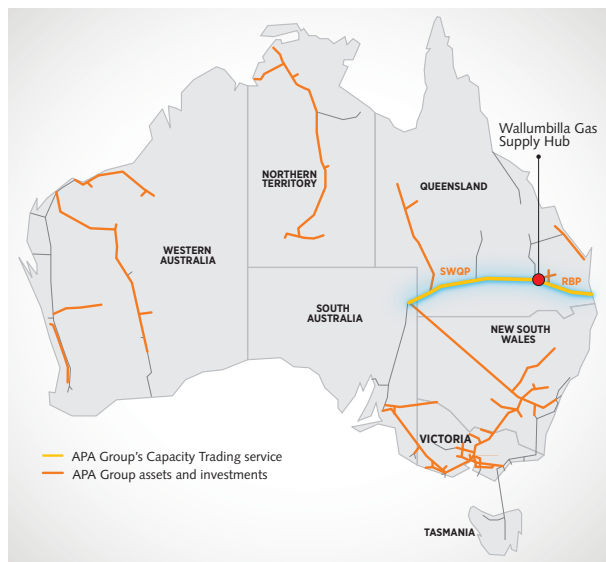 Wallumbilla Gas
Supply Hub
NORTHERN
TERRITORY
QUEENSLAND
WESTERN
AUSTRALIA
SWQP
RBP
SOUTH
AUSTRALIA
NEW SOUTH
WALES
VICTORIA
APA Group's Capacity Trading service
APA Group assets and investments
TASMANIA